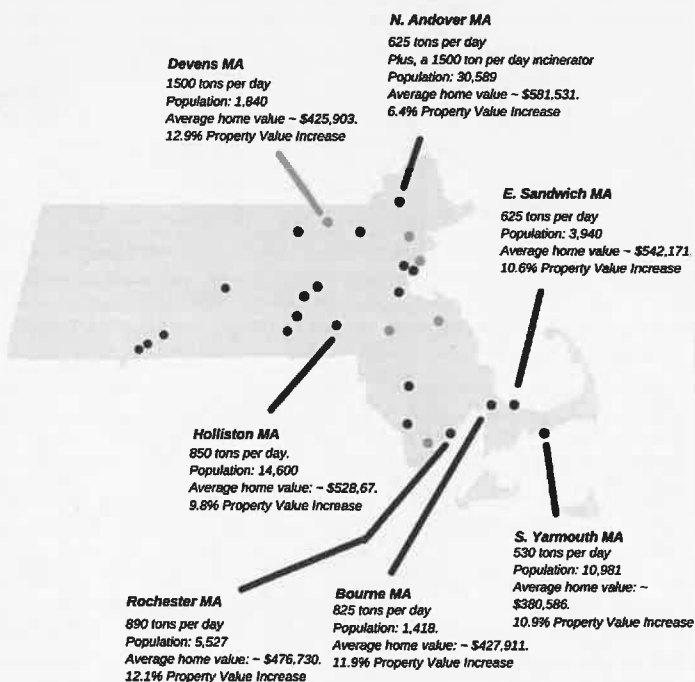 N. Andover MA
625 tons per day
Plus, a 1500 ton per day incinerator
Population: 30,589
Average home value ~ $581,531.
6.4% Property Value Increase
Devens MA
1500 tons per day
Population: 1,840
Average home value ~ $425,903.
12.9% Property Value Increase
E. Sandwich MA
625 tons per day
Population: 3,940
Average home value ~ $542,171
10.6% Property Value Increase
Holliston MA
850 tons per day.
Population: 14,600
Average home value: ~ $528,67.
9.8% Property Value Increase
S. Yarmouth MA
530 tons per day
Population: 10,981
Average home value: ~
$380,586.
10.9% Property Value Increase
Rochester MA
890 tons per day
Population: 5,527
Average home value: ~ $476,730.
12.1% Property Value Increase
Bourne MA
825 tons per day
Population: 1,418.
Average home value: ~ $427,911.
11.9% Property Value Increase